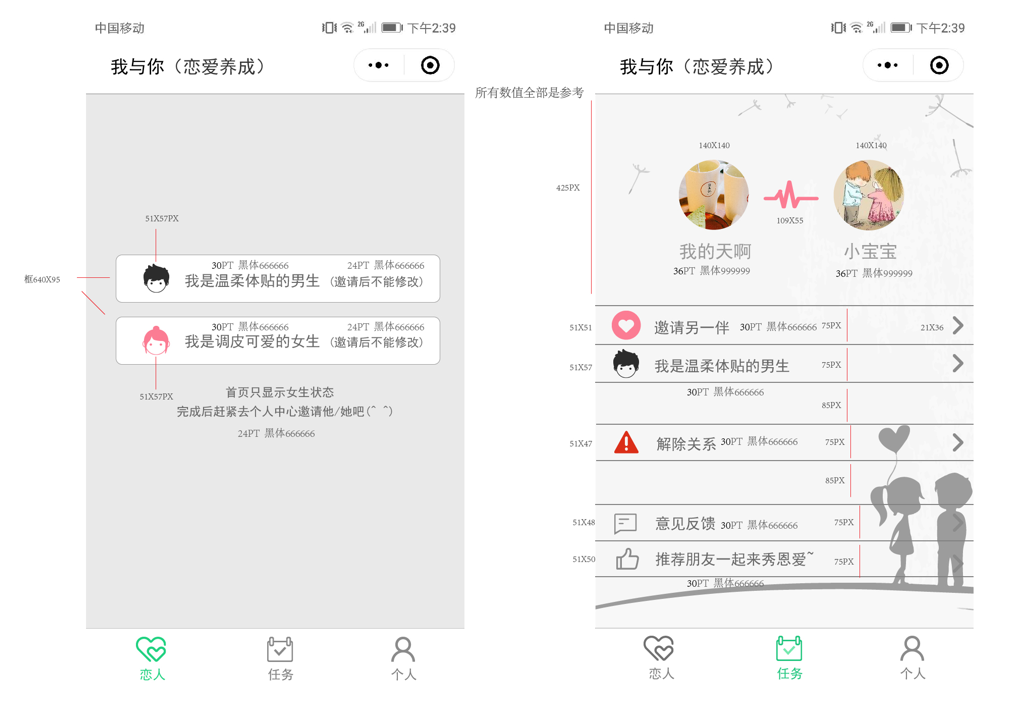 中国移动
2G
下午2:39
我与你（恋爱养成）
51X57PX
框640X95
30PT 黑体666666
24PT 黑体666666
我是温柔体贴的男生
（邀请后不能修改）
30PT 黑体666666
24PT 黑体666666
我是调皮可爱的女生
（邀请后不能修改）
51X57PX
首页只显示女生状态
完成后赶紧去个人中心邀请他/她吧(^ ^)
24PT 黑体666666
恋人
任务
个人
中国移动
2G
下午2:39
我与你（恋爱养成）
所有数值全部是参考
425PX
140X140
140X140
109X55
我的天啊
小宝宝
36PT 黑体999999
36PT 黑体999999
51X51
邀请另一伴
30PT 黑体666666
75PX
21X36
51X57
我是温柔体贴的男生
75PX
30PT 黑体666666
85PX
51X47
解除关系
30PT 黑体666666
75PX
85PX
51X48
意见反馈
30PT 黑体666666
75PX
51X50
推荐朋友一起来秀恩爱~
75PX
30PT 黑体666666
恋人
任务
个人